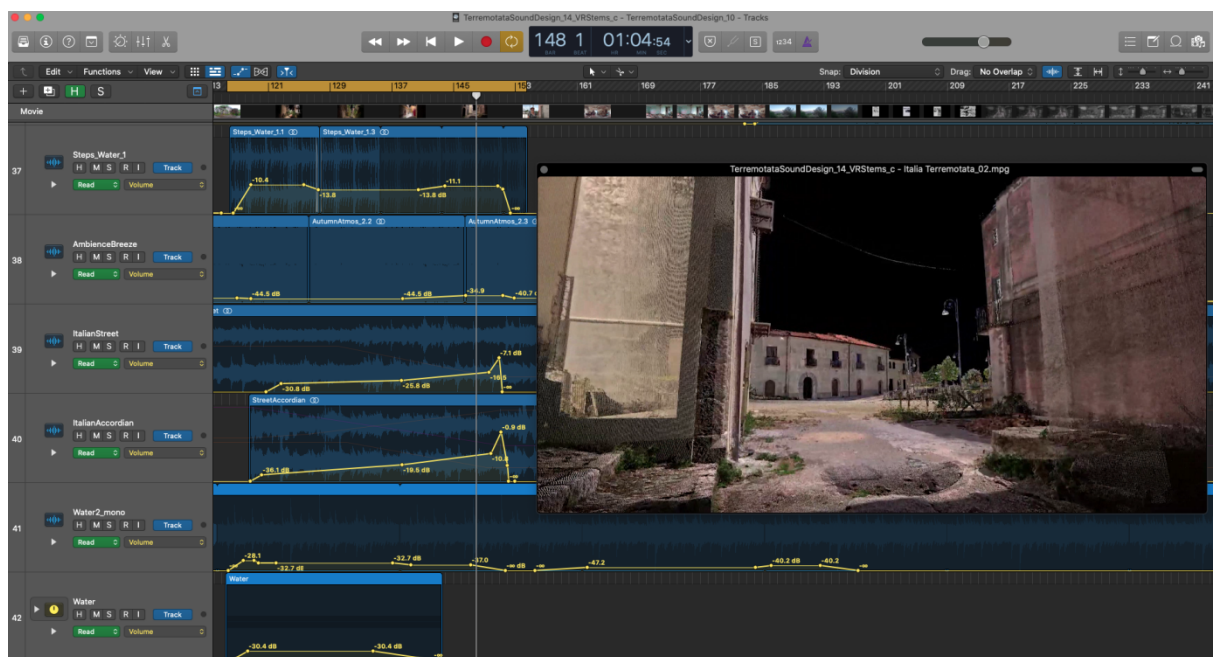 TerremotataSoundDesign_14_VRStems_c - TerremotataSoundDesign_10 - Tracks
148 1 01:04:54
BAR BEAT HR MIN SEC
S 1234
Edit Functions View Snap: Division Drag: No Overlap
H S
121 129 137 145 153 161 169 177 185 193 201 209 217 225 233 241
Movie
37
Steps_Water_1
H M S R I Track
Read Volume
Steps_Water_1.1 Steps_Water_1.3
-10.4 -13.8 -13.8 dB -11.1 -∞
-∞
TerremotataSoundDesign_14_VRStems_c - Italia Terremotata_02.mpg
38
AmbienceBreeze
H M S R I Track
Read Volume
AutumnAtmos_2.2 AutumnAtmos_2.3
-44.5 dB -44.5 dB -40.7
39
ItalianStreet
H M S R I Track
Read Volume
-30.8 dB -25.8 dB -7.1 dB -∞
40
ItalianAccordian
H M S R I Track
Read Volume
StreetAccordian
-36.1 dB -19.5 dB -0.9 dB -∞
41
Water2_mono
H M S R I Track
Read Volume
-∞ -28.1 -32.7 dB -32.7 dB -37.0 -∞ dB -∞ -47.2 -40.2 dB -40.2 -∞
42
Water
H M S R I Track
Read Volume
Water
-30.4 dB -30.4 dB -∞